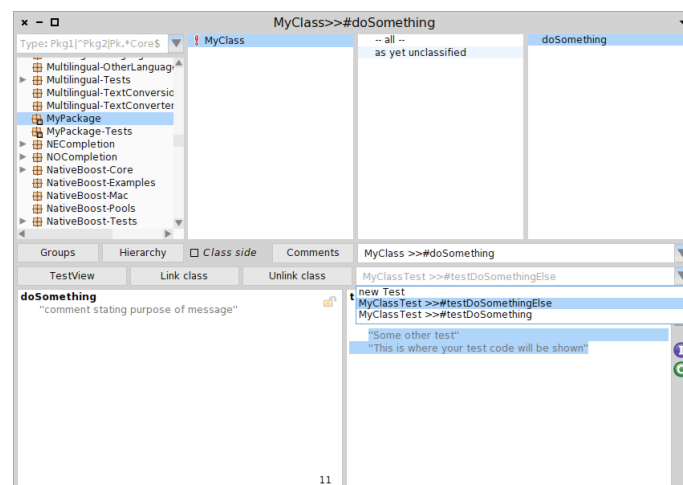 MyClass>>#doSomething
Type: Pkg1|^Pkg2|Pk.*Core$
Multilingual-OtherLanguage
Multilingual-Tests
Multilingual-TextConversio
Multilingual-TextConverter
MyPackage
MyPackage-Tests
NECompletion
NOCompletion
NativeBoost-Core
NativeBoost-Examples
NativeBoost-Mac
NativeBoost-Pools
NativeBoost-Tests
MyClass
-- all --
as yet unclassified
doSomething
Groups Hierarchy Class side Comments MyClass >>#doSomething
TestView Link class Unlink class MyClassTest >>#testDoSomethingElse
new Test
MyClassTest >>#testDoSomethingElse
MyClassTest >>#testDoSomething
doSomething
"comment stating purpose of message"
11
t
"Some other test"
"This is where your test code will be shown"